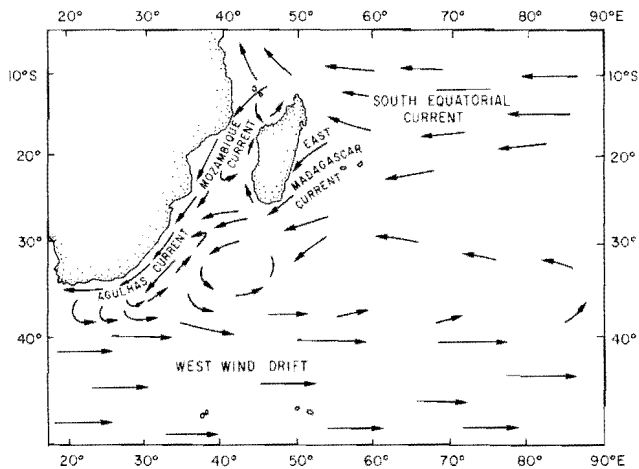 20° 30° 40° 50° 60° 70° 80° 90°E
10°S
10°S
SOUTH EQUATORIAL
CURRENT
MOZAMBIQUE
CURRENT
EAST
MADAGASCAR
CURRENT
20°
20°
30°
30°
AGULHAS CURRENT
40°
40°
WEST WIND DRIFT
20° 30° 40° 50° 60° 70° 80° 90°E